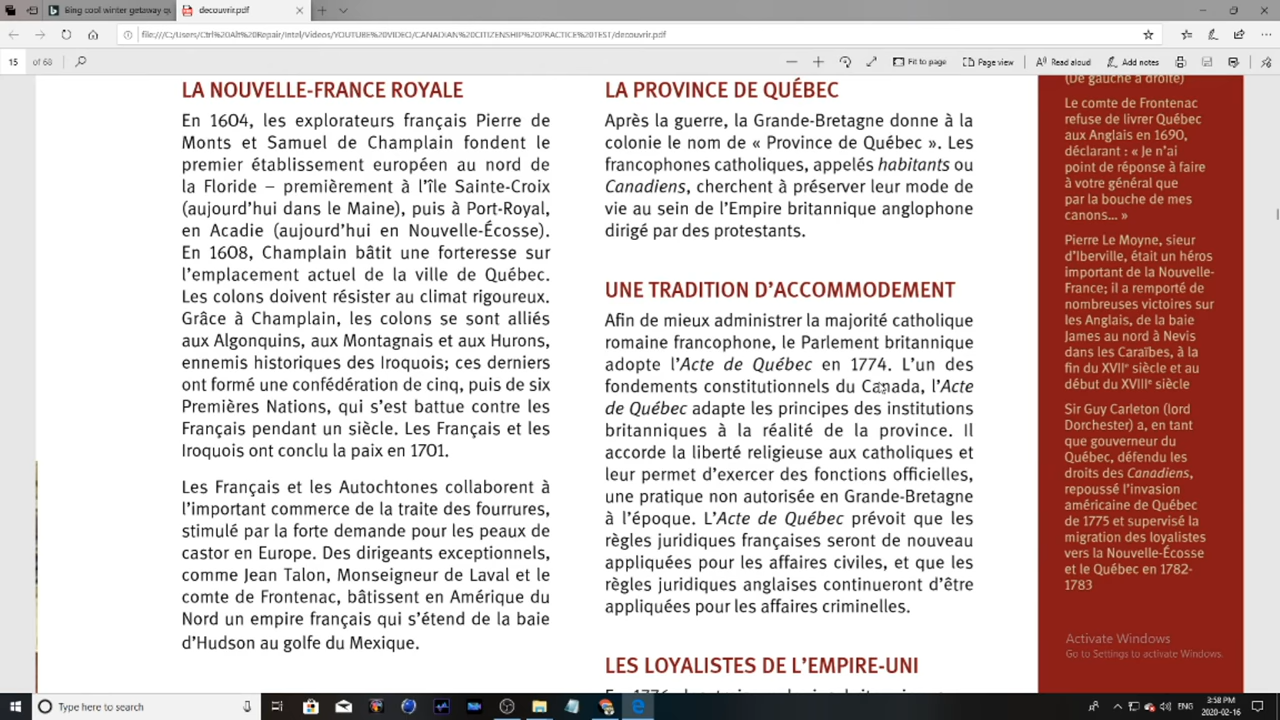 Bing cool winter getaway qu
decouvrir.pdf
file:///C:/Users/Ctrl%20Alt%20Repair/Intel/Videos/YOUTUBE%20VIDEO/CANADIAN%20CITIZENSHIP%20PRACTICE%20TEST/decouvrir.pdf
15 of 68
Fit to page
Page view
Read aloud
Add notes
LA NOUVELLE-FRANCE ROYALE
En 1604, les explorateurs français Pierre de
Monts et Samuel de Champlain fondent le
premier établissement européen au nord de
la Floride – premièrement à l’île Sainte-Croix
(aujourd’hui dans le Maine), puis à Port-Royal,
en Acadie (aujourd’hui en Nouvelle-Écosse).
En 1608, Champlain bâtit une forteresse sur
l’emplacement actuel de la ville de Québec.
Les colons doivent résister au climat rigoureux.
Grâce à Champlain, les colons se sont alliés
aux Algonquins, aux Montagnais et aux Hurons,
ennemis historiques des Iroquois; ces derniers
ont formé une confédération de cinq, puis de six
Premières Nations, qui s’est battue contre les
Français pendant un siècle. Les Français et les
Iroquois ont conclu la paix en 1701.
Les Français et les Autochtones collaborent à
l’important commerce de la traite des fourrures,
stimulé par la forte demande pour les peaux de
castor en Europe. Des dirigeants exceptionnels,
comme Jean Talon, Monseigneur de Laval et le
comte de Frontenac, bâtissent en Amérique du
Nord un empire français qui s’étend de la baie
d’Hudson au golfe du Mexique.
LA PROVINCE DE QUÉBEC
Après la guerre, la Grande-Bretagne donne à la
colonie le nom de « Province de Québec ». Les
francophones catholiques, appelés habitants ou
Canadiens, cherchent à préserver leur mode de
vie au sein de l’Empire britannique anglophone
dirigé par des protestants.
UNE TRADITION D’ACCOMMODEMENT
Afin de mieux administrer la majorité catholique
romaine francophone, le Parlement britannique
adopte l’Acte de Québec en 1774. L’un des
fondements constitutionnels du Canada, l’Acte
de Québec adapte les principes des institutions
britanniques à la réalité de la province. Il
accorde la liberté religieuse aux catholiques et
leur permet d’exercer des fonctions officielles,
une pratique non autorisée en Grande-Bretagne
à l’époque. L’Acte de Québec prévoit que les
règles juridiques françaises seront de nouveau
appliquées pour les affaires civiles, et que les
règles juridiques anglaises continueront d’être
appliquées pour les affaires criminelles.
LES LOYALISTES DE L’EMPIRE-UNI
(De gauche à droite)
Le comte de Frontenac
refuse de livrer Québec
aux Anglais en 1690,
déclarant : « Je n’ai
point de réponse à faire
à votre général que
par la bouche de mes
canons... »
Pierre Le Moyne, sieur
d’Iberville, était un héros
important de la Nouvelle-
France; il a remporté de
nombreuses victoires sur
les Anglais, de la baie
James au nord à Nevis
dans les Caraïbes, à la
fin du XVIIe siècle et au
début du XVIIIe siècle
Sir Guy Carleton (lord
Dorchester) a, en tant
que gouverneur du
Québec, défendu les
droits des Canadiens,
repoussé l’invasion
américaine de Québec
de 1775 et supervisé la
migration des loyalistes
vers la Nouvelle-Écosse
et le Québec en 1782-
1783
Activate Windows
Go to Settings to activate Windows.
Type here to search
ENG
3:58 PM
2020-02-16